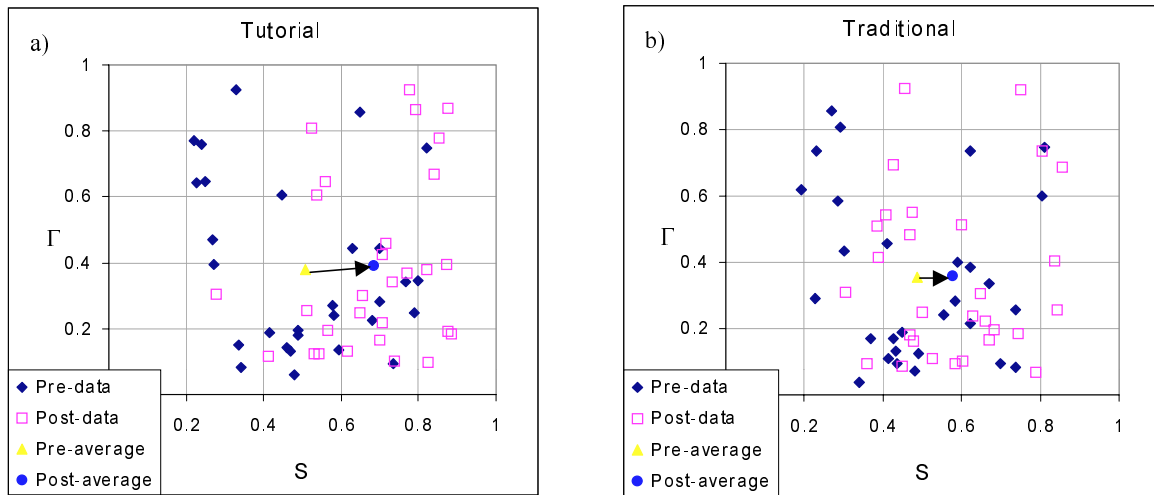 a)
Tutorial
1
0.8
0.6
Γ
0.4
0.2
0.2
0.4
0.6
0.8
1
S
Pre-data
Post-data
Pre-average
Post-average
b)
Traditional
1
0.8
0.6
Γ
0.4
0.2
0.2
0.4
0.6
0.8
1
S
Pre-data
Post-data
Pre-average
Post-average